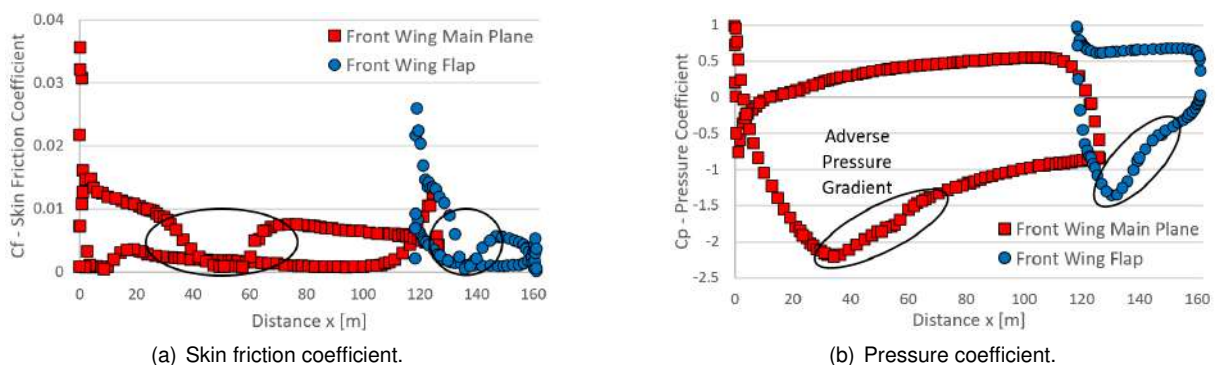 0.04
0.03
0.02
0.01
0
0 20 40 60 80 100 120 140 160
Cf - Skin Friction Coefficient
Distance x [m]
Front Wing Main Plane
Front Wing Flap
(a) Skin friction coefficient.
1
0.5
0
-0.5
-1
-1.5
-2
-2.5
0 20 40 60 80 100 120 140 160
Cp - Pressure Coefficient
Distance x [m]
Adverse
Pressure
Gradient
Front Wing Main Plane
Front Wing Flap
(b) Pressure coefficient.